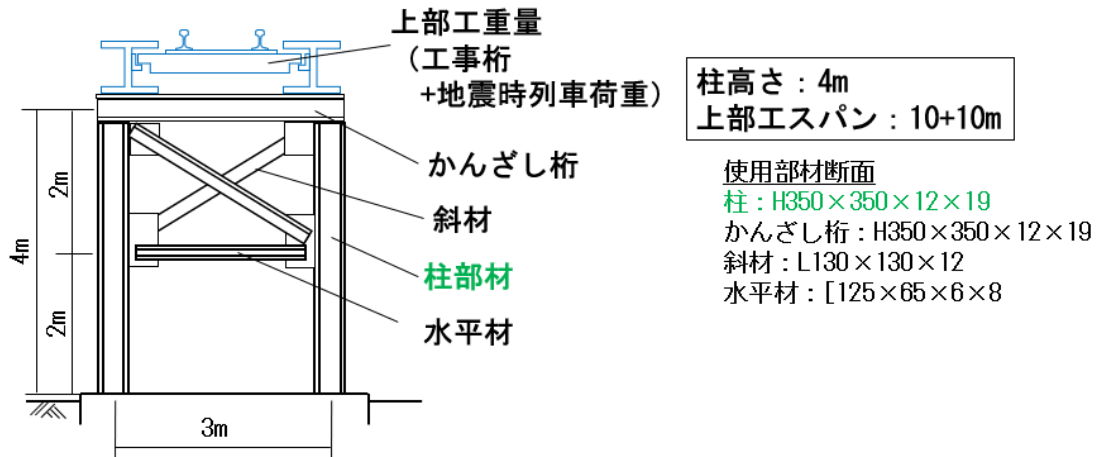 上部工重量
(工事桁
+地震時列車荷重)
柱高さ:4m
上部工スパン:10+10m
かんざし桁
斜材
柱部材
水平材
使用部材断面
柱:H350×350×12×19
かんざし桁:H350×350×12×19
斜材:L130×130×12
水平材:[125×65×6×8
2m
4m
2m
3m